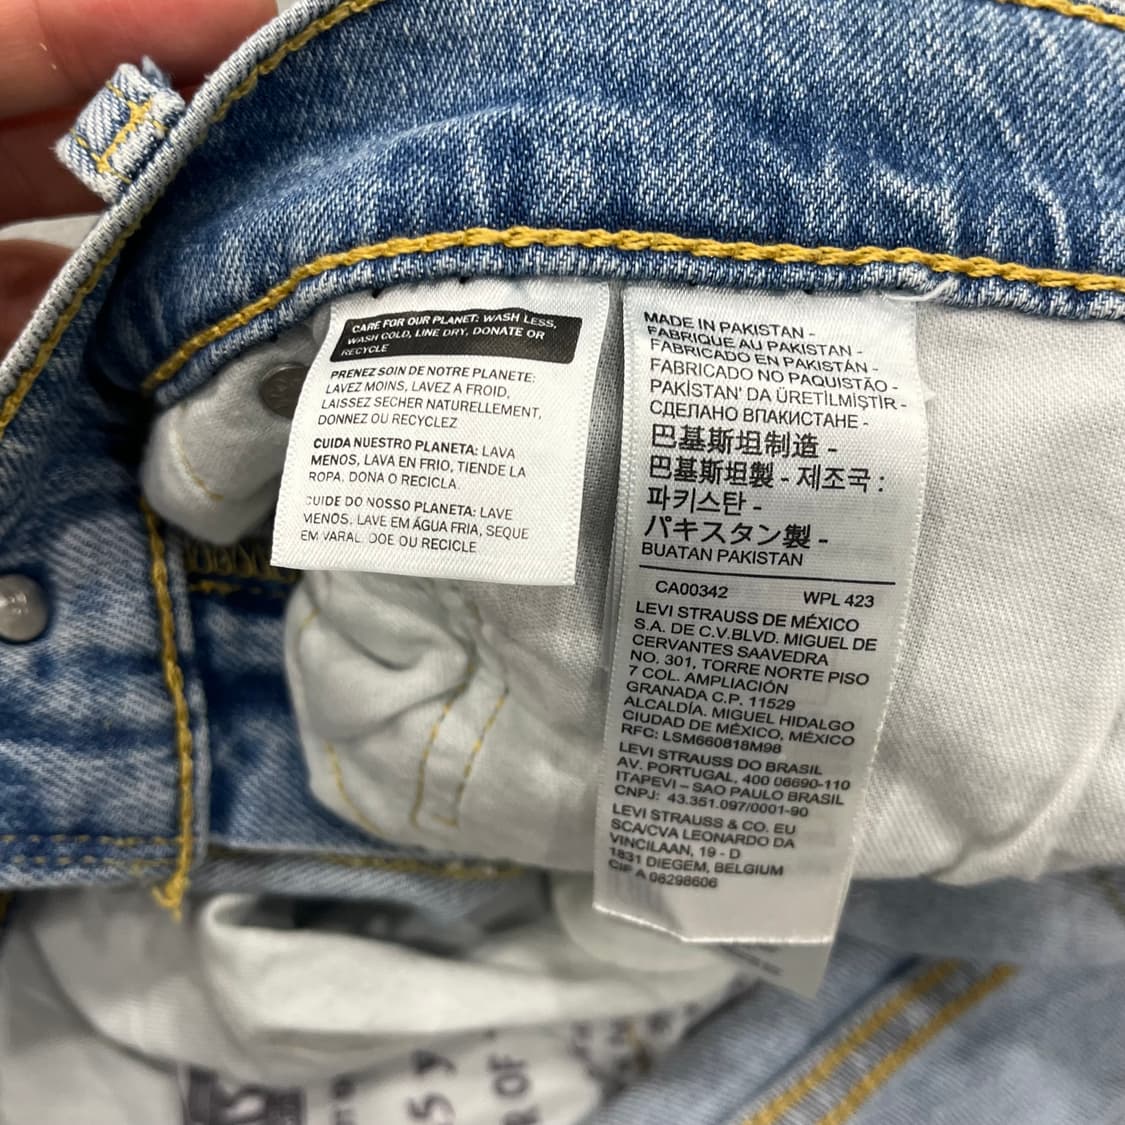 CARE FOR OUR PLANET: WASH LESS,
WASH COLD, LINE DRY, DONATE OR
RECYCLE
PRENEZ SOIN DE NOTRE PLANETE:
LAVEZ MOINS, LAVEZ A FROID,
LAISSEZ SECHER NATURELLEMENT,
DONNEZ OU RECYCLEZ
CUIDA NUESTRO PLANETA: LAVA
MENOS, LAVA EN FRIO, TIENDE LA
ROPA. DONA O RECICLA.
CUIDE DO NOSSO PLANETA: LAVE
MENOS, LAVE EM ÁGUA FRIA, SEQUE
EM VARAL. DOE OU RECICLE
MADE IN PAKISTAN -
FABRIQUE AU PAKISTAN -
FABRICADO EN PAKISTÁN -
FABRICADO NO PAQUISTÃO -
PAKİSTAN' DA ÜRETİLMİŞTİR -
СДЕЛАНО ВПАКИСТАНЕ -
巴基斯坦制造 -
巴基斯坦製 - 제조국 :
파키스탄 -
パキスタン製 -
BUATAN PAKISTAN
CA00342 WPL 423
LEVI STRAUSS DE MÉXICO
S.A. DE C.V.BLVD. MIGUEL DE
CERVANTES SAAVEDRA
NO. 301, TORRE NORTE PISO
7 COL. AMPLIACIÓN
GRANADA C.P. 11529
ALCALDÍA. MIGUEL HIDALGO
CIUDAD DE MÉXICO, MÉXICO
RFC: LSM660818M98
LEVI STRAUSS DO BRASIL
AV. PORTUGAL, 400 06690-110
ITAPEVI – SAO PAULO BRASIL
CNPJ: 43.351.097/0001-90
LEVI STRAUSS & CO. EU
SCA/CVA LEONARDO DA
VINCILAAN, 19 - D
1831 DIEGEM, BELGIUM
CIF A 08298606
OF